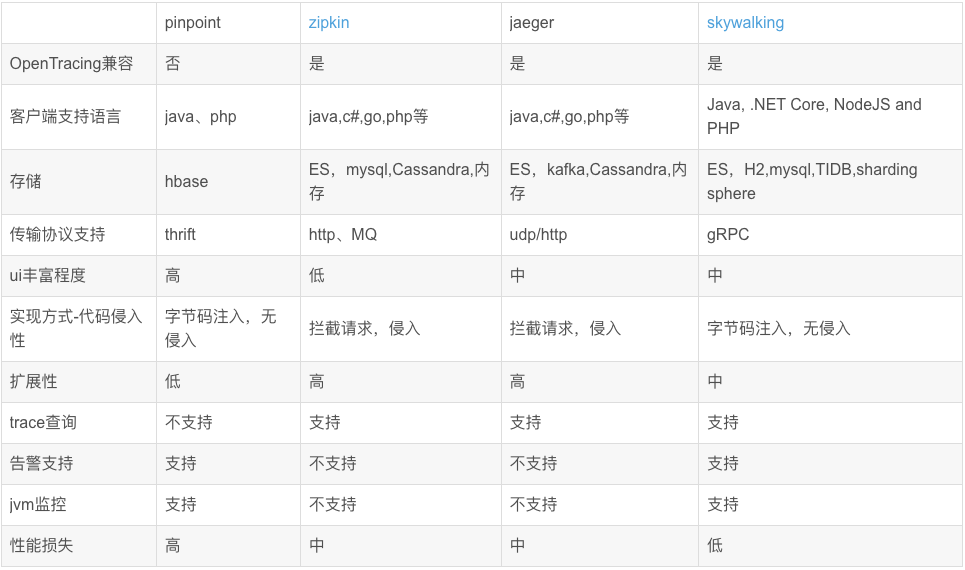 pinpoint zipkin jaeger skywalking
OpenTracing兼容 否 是 是 是
客户端支持语言 java、php java,c#,go,php等 java,c#,go,php等 Java, .NET Core, NodeJS and
PHP
存储 hbase ES，mysql,Cassandra,内
存 ES，kafka,Cassandra,内
存 ES，H2,mysql,TIDB,sharding
sphere
传输协议支持 thrift http、MQ udp/http gRPC
ui丰富程度 高 低 中 中
实现方式-代码侵入
性 字节码注入，无
侵入 拦截请求，侵入 拦截请求，侵入 字节码注入，无侵入
扩展性 低 高 高 中
trace查询 不支持 支持 支持 支持
告警支持 支持 不支持 不支持 支持
jvm监控 支持 不支持 不支持 支持
性能损失 高 中 中 低